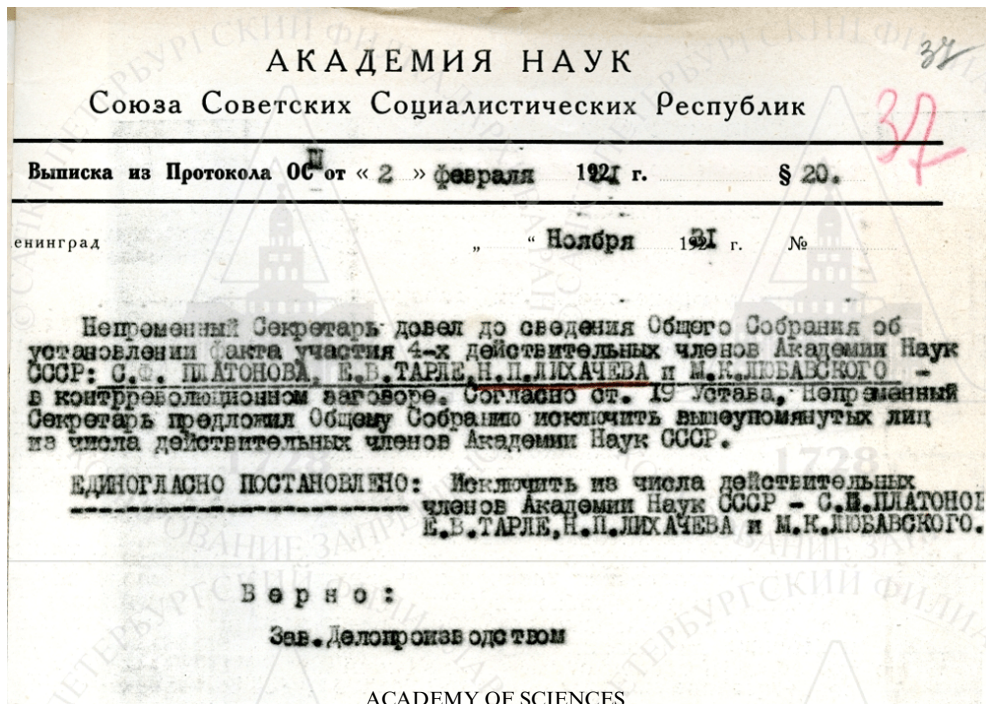 37
АКАДЕМИЯ НАУК
Союза Советских Социалистических Республик
37
Выписка из Протокола ОС от « 2 » февраля г. § 20.
енинград „ “ Ноября г. №
Непременный Секретарь довел до сведения Общего Собрания об
установлении факта участия 4-х действительных членов Академии Наук
СССР: С.Ф. ПЛАТОНОВА, Е.В.ТАРЛЕ,Н.П.ЛИХАЧЕВА и М.К.ЛЮБАВСКОГО -
в контрреволюционном заговоре. Согласно ст. 19 Устава, Непременный
Секретарь предложил Общему Собранию исключить вышеупомянутых лиц
из числа действительных членов Академии Наук СССР.
ЕДИНОГЛАСНО ПОСТАНОВЛЕНО: Исключить из числа действительных
членов Академии Наук СССР - ПЛАТОНОВ
Е.В.ТАРЛЕ,Н.П.ЛИХАЧЕВА и М.К.ЛЮБАВСКОГО.
Верно:
Зав.Делопроизводством
ACADEMY OF SCIENCES
1728
1728